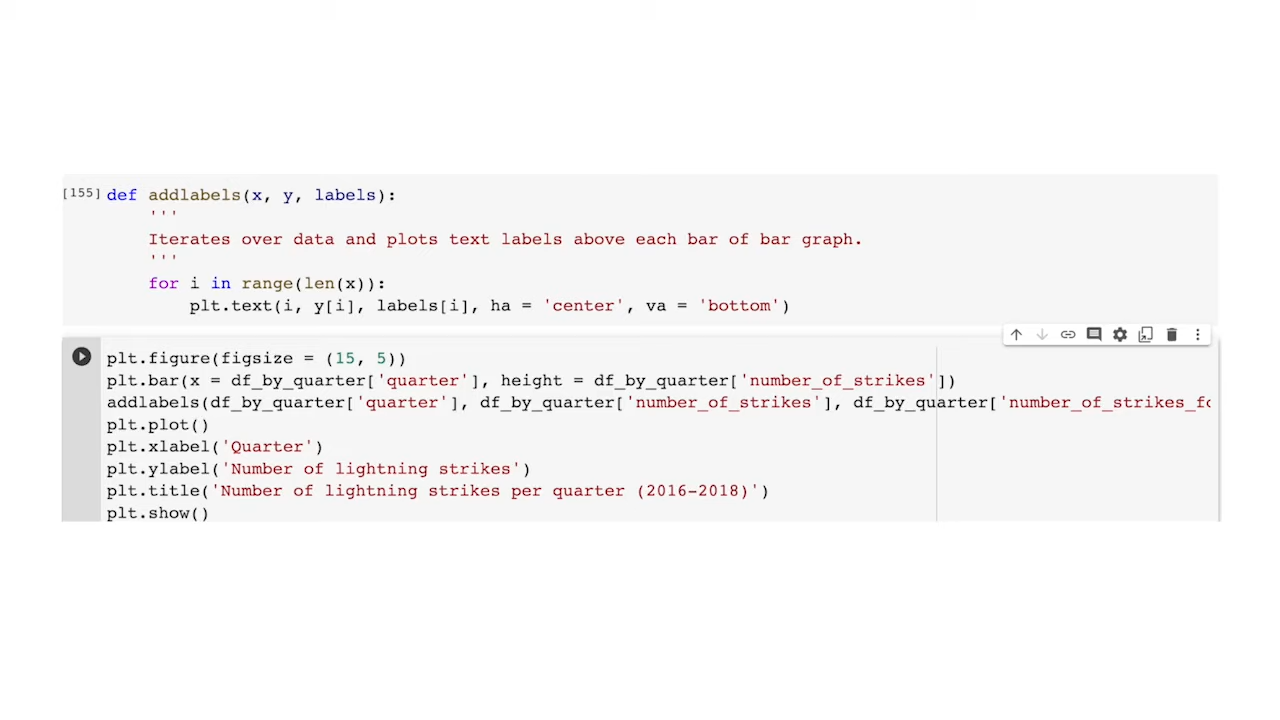 [155] def addlabels(x, y, labels):
'''
Iterates over data and plots text labels above each bar of bar graph.
'''
for i in range(len(x)):
plt.text(i, y[i], labels[i], ha = 'center', va = 'bottom')
plt.figure(figsize = (15, 5))
plt.bar(x = df_by_quarter['quarter'], height = df_by_quarter['number_of_strikes'])
addlabels(df_by_quarter['quarter'], df_by_quarter['number_of_strikes'], df_by_quarter['number_of_strikes_fo
plt.plot()
plt.xlabel('Quarter')
plt.ylabel('Number of lightning strikes')
plt.title('Number of lightning strikes per quarter (2016-2018)')
plt.show()